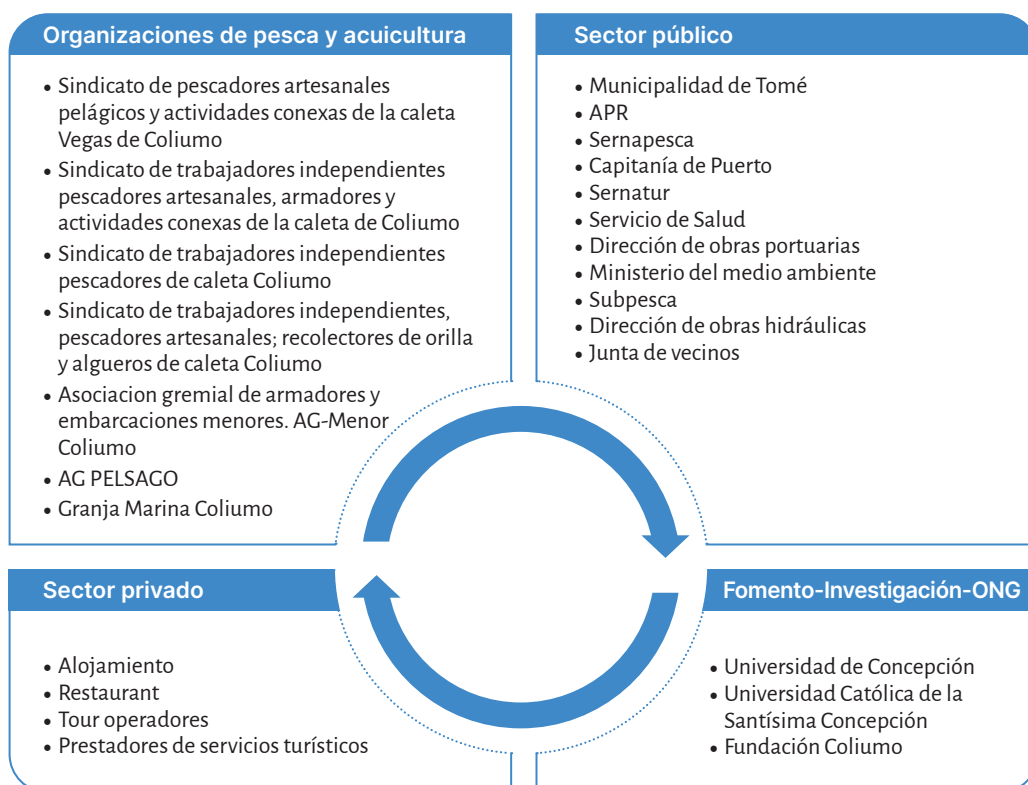 Organizaciones de pesca y acuicultura
• Sindicato de pescadores artesanales
pelágicos y actividades conexas de la caleta
Vegas de Coliumo
• Sindicato de trabajadores independientes
pescadores artesanales, armadores y
actividades conexas de la caleta de Coliumo
• Sindicato de trabajadores independientes
pescadores de caleta Coliumo
• Sindicato de trabajadores independientes,
pescadores artesanales; recolectores de orilla
y algueros de caleta Coliumo
• Asociacion gremial de armadores y
embarcaciones menores. AG-Menor
Coliumo
• AG PELSAGO
• Granja Marina Coliumo
Sector público
• Municipalidad de Tomé
• APR
• Sernapesca
• Capitanía de Puerto
• Sernatur
• Servicio de Salud
• Dirección de obras portuarias
• Ministerio del medio ambiente
• Subpesca
• Dirección de obras hidráulicas
• Junta de vecinos
Sector privado
• Alojamiento
• Restaurant
• Tour operadores
• Prestadores de servicios turísticos
Fomento-Investigación-ONG
• Universidad de Concepción
• Universidad Católica de la
Santísima Concepción
• Fundación Coliumo